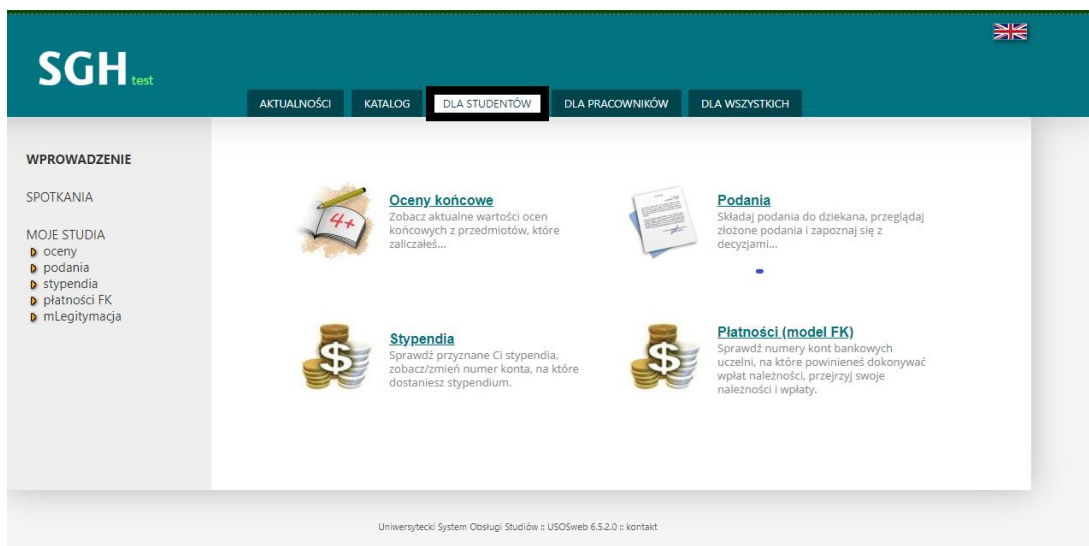 SGH test
AKTUALNOŚCI KATALOG DLA STUDENTÓW DLA PRACOWNIKÓW DLA WSZYSTKICH
WPROWADZENIE
SPOTKANIA
MOJE STUDIA
oceny
podania
stypendia
płatności FK
mLegitymacja
4+
Oceny końcowe
Zobacz aktualne wartości ocen
końcowych z przedmiotów, które
zaliczałeś...
Podania
Składaj podania do dziekana, przeglądaj
złożone podania i zapoznaj się z
decyzjami...
$
Stypendia
Sprawdź przyznane Ci stypendia,
zobacz/zmień numer konta, na które
dostaniesz stypendium.
$
Płatności (model FK)
Sprawdź numery kont bankowych
uczelni, na które powinieneś dokonywać
wpłat należności, przejrzyj swoje
należności i wpłaty.
Uniwersytecki System Obsługi Studiów :: USOSweb 6.5.2.0 :: kontakt